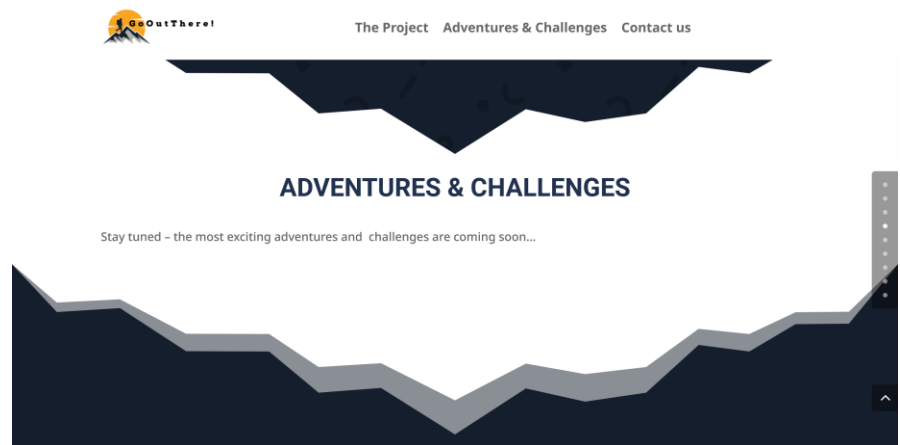 GoOutThere!
The Project Adventures & Challenges Contact us
ADVENTURES & CHALLENGES
Stay tuned – the most exciting adventures and  challenges are coming soon...